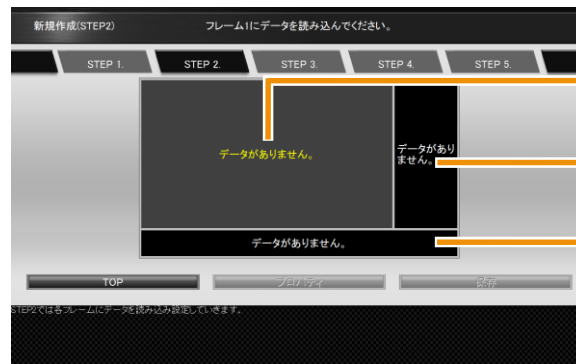 新規作成(STEP2)
フレーム1にデータを読み込んでください。
STEP 1.
STEP 2.
STEP 3.
STEP 4.
STEP 5.
データがありません。
データがあり
ません。
データがありません。
TOP
プロパティ
保存
STEP2では各フレームにデータを読み込み設定していきます。